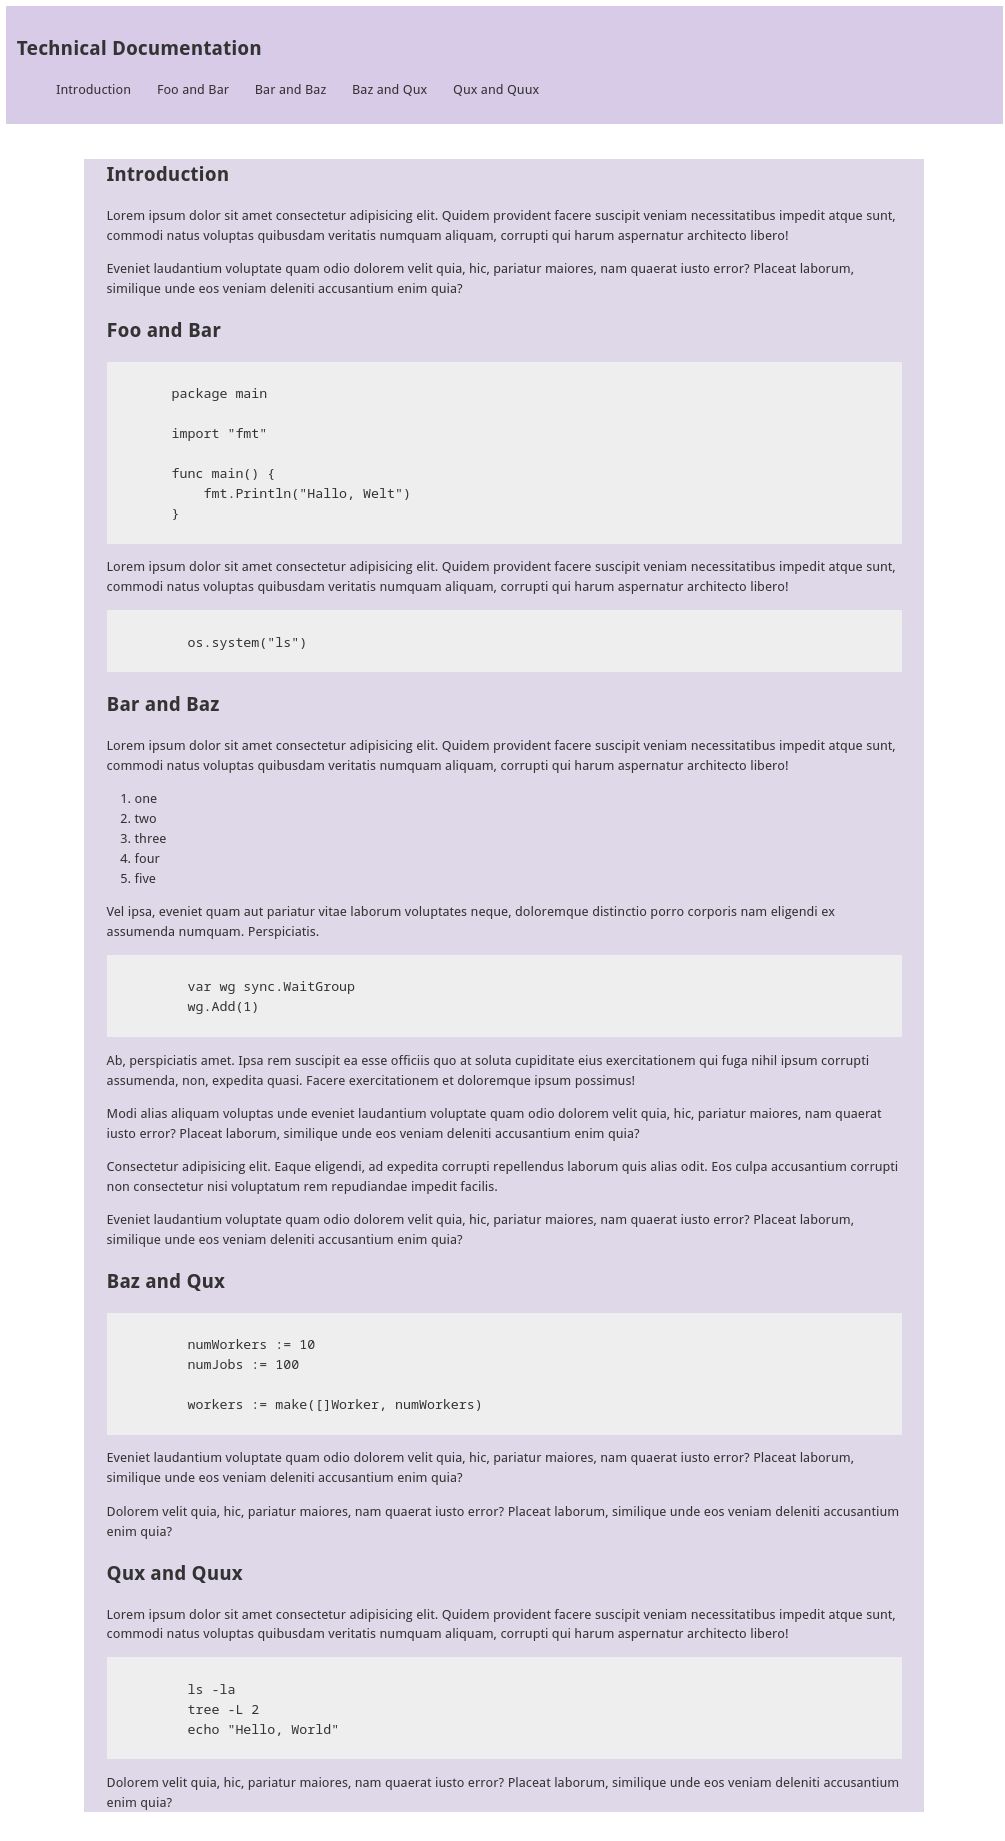 Technical Documentation
Introduction Foo and Bar Bar and Baz Baz and Qux Qux and Quux
Introduction
Lorem ipsum dolor sit amet consectetur adipisicing elit. Quidem provident facere suscipit veniam necessitatibus impedit atque sunt,
commodi natus voluptas quibusdam veritatis numquam aliquam, corrupti qui harum aspernatur architecto libero!
Eveniet laudantium voluptate quam odio dolorem velit quia, hic, pariatur maiores, nam quaerat iusto error? Placeat laborum,
similique unde eos veniam deleniti accusantium enim quia?
Foo and Bar
package main
import "fmt"
func main() {
fmt.Println("Hallo, Welt")
}
Lorem ipsum dolor sit amet consectetur adipisicing elit. Quidem provident facere suscipit veniam necessitatibus impedit atque sunt,
commodi natus voluptas quibusdam veritatis numquam aliquam, corrupti qui harum aspernatur architecto libero!
os.system("ls")
Bar and Baz
Lorem ipsum dolor sit amet consectetur adipisicing elit. Quidem provident facere suscipit veniam necessitatibus impedit atque sunt,
commodi natus voluptas quibusdam veritatis numquam aliquam, corrupti qui harum aspernatur architecto libero!
1. one
2. two
3. three
4. four
5. five
Vel ipsa, eveniet quam aut pariatur vitae laborum voluptates neque, doloremque distinctio porro corporis nam eligendi ex
assumenda numquam. Perspiciatis.
var wg sync.WaitGroup
wg.Add(1)
Ab, perspiciatis amet. Ipsa rem suscipit ea esse officiis quo at soluta cupiditate eius exercitationem qui fuga nihil ipsum corrupti
assumenda, non, expedita quasi. Facere exercitationem et doloremque ipsum possimus!
Modi alias aliquam voluptas unde eveniet laudantium voluptate quam odio dolorem velit quia, hic, pariatur maiores, nam quaerat
iusto error? Placeat laborum, similique unde eos veniam deleniti accusantium enim quia?
Consectetur adipisicing elit. Eaque eligendi, ad expedita corrupti repellendus laborum quis alias odit. Eos culpa accusantium corrupti
non consectetur nisi voluptatum rem repudiandae impedit facilis.
Eveniet laudantium voluptate quam odio dolorem velit quia, hic, pariatur maiores, nam quaerat iusto error? Placeat laborum,
similique unde eos veniam deleniti accusantium enim quia?
Baz and Qux
numWorkers := 10
numJobs := 100
workers := make([]Worker, numWorkers)
Eveniet laudantium voluptate quam odio dolorem velit quia, hic, pariatur maiores, nam quaerat iusto error? Placeat laborum,
similique unde eos veniam deleniti accusantium enim quia?
Dolorem velit quia, hic, pariatur maiores, nam quaerat iusto error? Placeat laborum, similique unde eos veniam deleniti accusantium
enim quia?
Qux and Quux
Lorem ipsum dolor sit amet consectetur adipisicing elit. Quidem provident facere suscipit veniam necessitatibus impedit atque sunt,
commodi natus voluptas quibusdam veritatis numquam aliquam, corrupti qui harum aspernatur architecto libero!
ls -la
tree -L 2
echo "Hello, World"
Dolorem velit quia, hic, pariatur maiores, nam quaerat iusto error? Placeat laborum, similique unde eos veniam deleniti accusantium
enim quia?